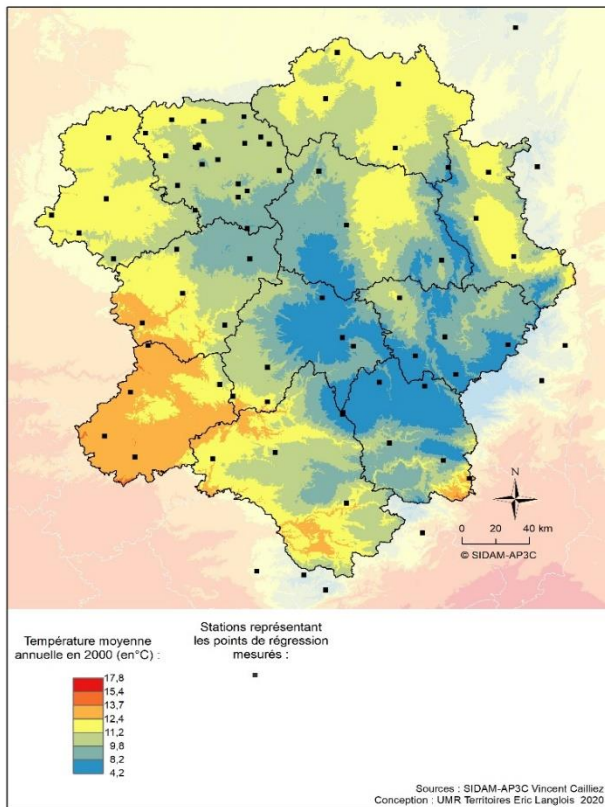 N
0 20 40 km
© SIDAM-AP3C
Température moyenne
annuelle en 2000 (en°C) :
17,8
15,4
13,7
12,4
11,2
9,8
8,2
4,2
Stations représentant
les points de régression
mesurés :
Sources : SIDAM-AP3C Vincent Cailliez
Conception : UMR Territoires Eric Langlois 2020